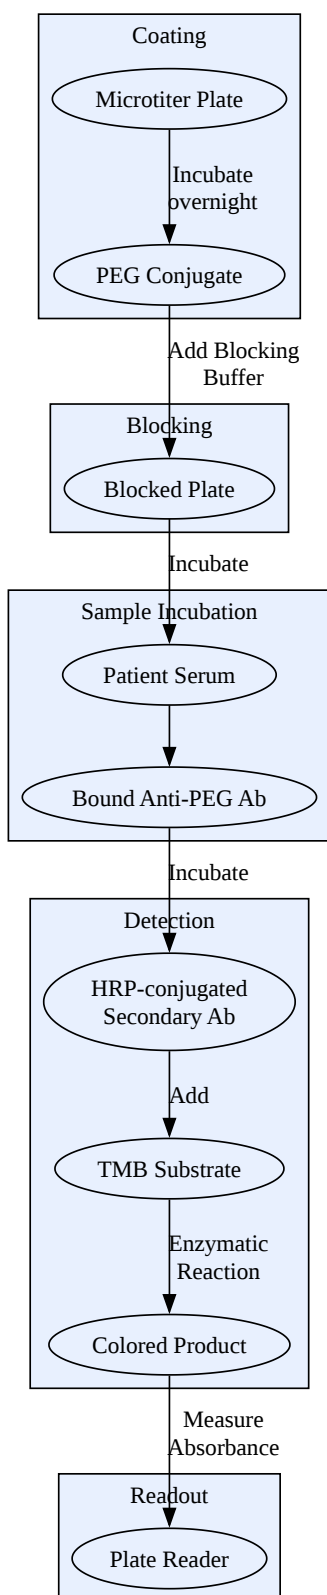 Coating
Microtiter Plate
Incubate
overnight
PEG Conjugate
Add Blocking
Buffer
Blocking
Blocked Plate
Incubate
Sample Incubation
Patient Serum
Bound Anti-PEG Ab
Incubate
Detection
HRP-conjugated
Secondary Ab
Add
TMB Substrate
Enzymatic
Reaction
Colored Product
Measure
Absorbance
Readout
Plate Reader